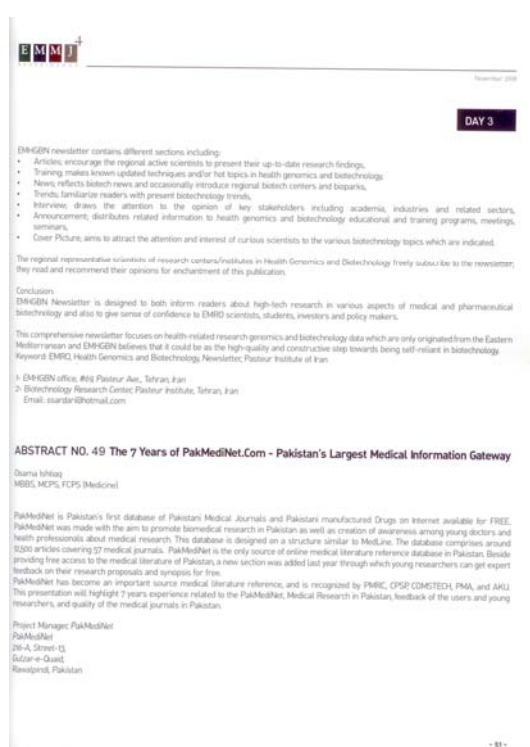 EMMJ4
November 2008
DAY 3
EMHGBN newsletter contains different sections including:
• Articles; encourage the regional active scientists to present their up-to-date research findings,
• Training; makes known updated techniques and/or hot topics in health genomics and biotechnology,
• News; reflects biotech news and occasionally introduce regional biotech centers and bioparks,
• Trends; familiarize readers with present biotechnology trends,
• Interview; draws the attention to the opinion of key stakeholders including academia, industries and related sectors,
• Announcement; distributes related information to health genomics and biotechnology educational and training programs, meetings,
seminars,
• Cover Picture; aims to attract the attention and interest of curious scientists to the various biotechnology topics which are indicated.
The regional representative scientists of research centers/institutes in Health Genomics and Biotechnology freely subscribe to the newsletter;
they read and recommend their opinions for enchantment of this publication.
Conclusion
EMHGBN Newsletter is designed to both inform readers about high-tech research in various aspects of medical and pharmaceutical
biotechnology and also to give sense of confidence to EMRO scientists, students, investors and policy makers.
This comprehensive newsletter focuses on health-related research genomics and biotechnology data which are only originated from the Eastern
Mediterranean and EMHGBN believes that it could be as the high-quality and constructive step towards being self-reliant in biotechnology.
Keyword: EMRO, Health Genomics and Biotechnology, Newsletter, Pasteur Institute of Iran
1- EMHGBN office, #69, Pasteur Ave., Tehran, Iran
2- Biotechnology Research Center, Pasteur Institute, Tehran, Iran
Email: ssardari@hotmail.com
ABSTRACT NO. 49 The 7 Years of PakMediNet.Com - Pakistan's Largest Medical Information Gateway
Osama Ishtiaq
MBBS, MCPS, FCPS (Medicine)
PakMediNet is Pakistan's first database of Pakistani Medical Journals and Pakistani manufactured Drugs on Internet available for FREE.
PakMediNet was made with the aim to promote biomedical research in Pakistan as well as creation of awareness among young doctors and
health professionals about medical research. This database is designed on a structure similar to MedLine. The database comprises around
12,500 articles covering 57 medical journals. PakMediNet is the only source of online medical literature reference database in Pakistan. Beside
providing free access to the medical literature of Pakistan, a new section was added last year through which young researchers can get expert
feedback on their research proposals and synopsis for free.
PakMediNet has become an important source medical literature reference, and is recognized by PMRC, CPSP, COMSTECH, PMA, and AKU.
This presentation will highlight 7 years experience related to the PakMediNet, Medical Research in Pakistan, feedback of the users and young
researchers, and quality of the medical journals in Pakistan.
Project Manager, PakMediNet
PakMediNet
216-A, Street-13,
Gulzar-e-Quaid,
Rawalpindi, Pakistan
- 91 -